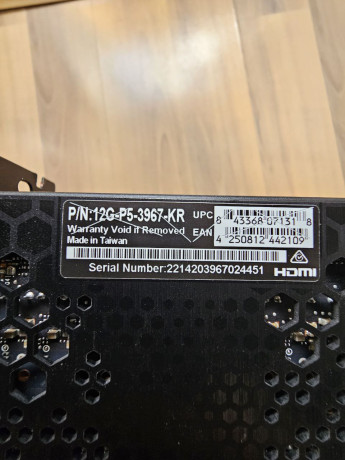 P/N:12G-P5-3967-KR
UPC 8 43368 07131 8
Warranty Void if Removed
EAN 4 250812 442109
Made in Taiwan
Serial Number:2214203967024451
HDMI